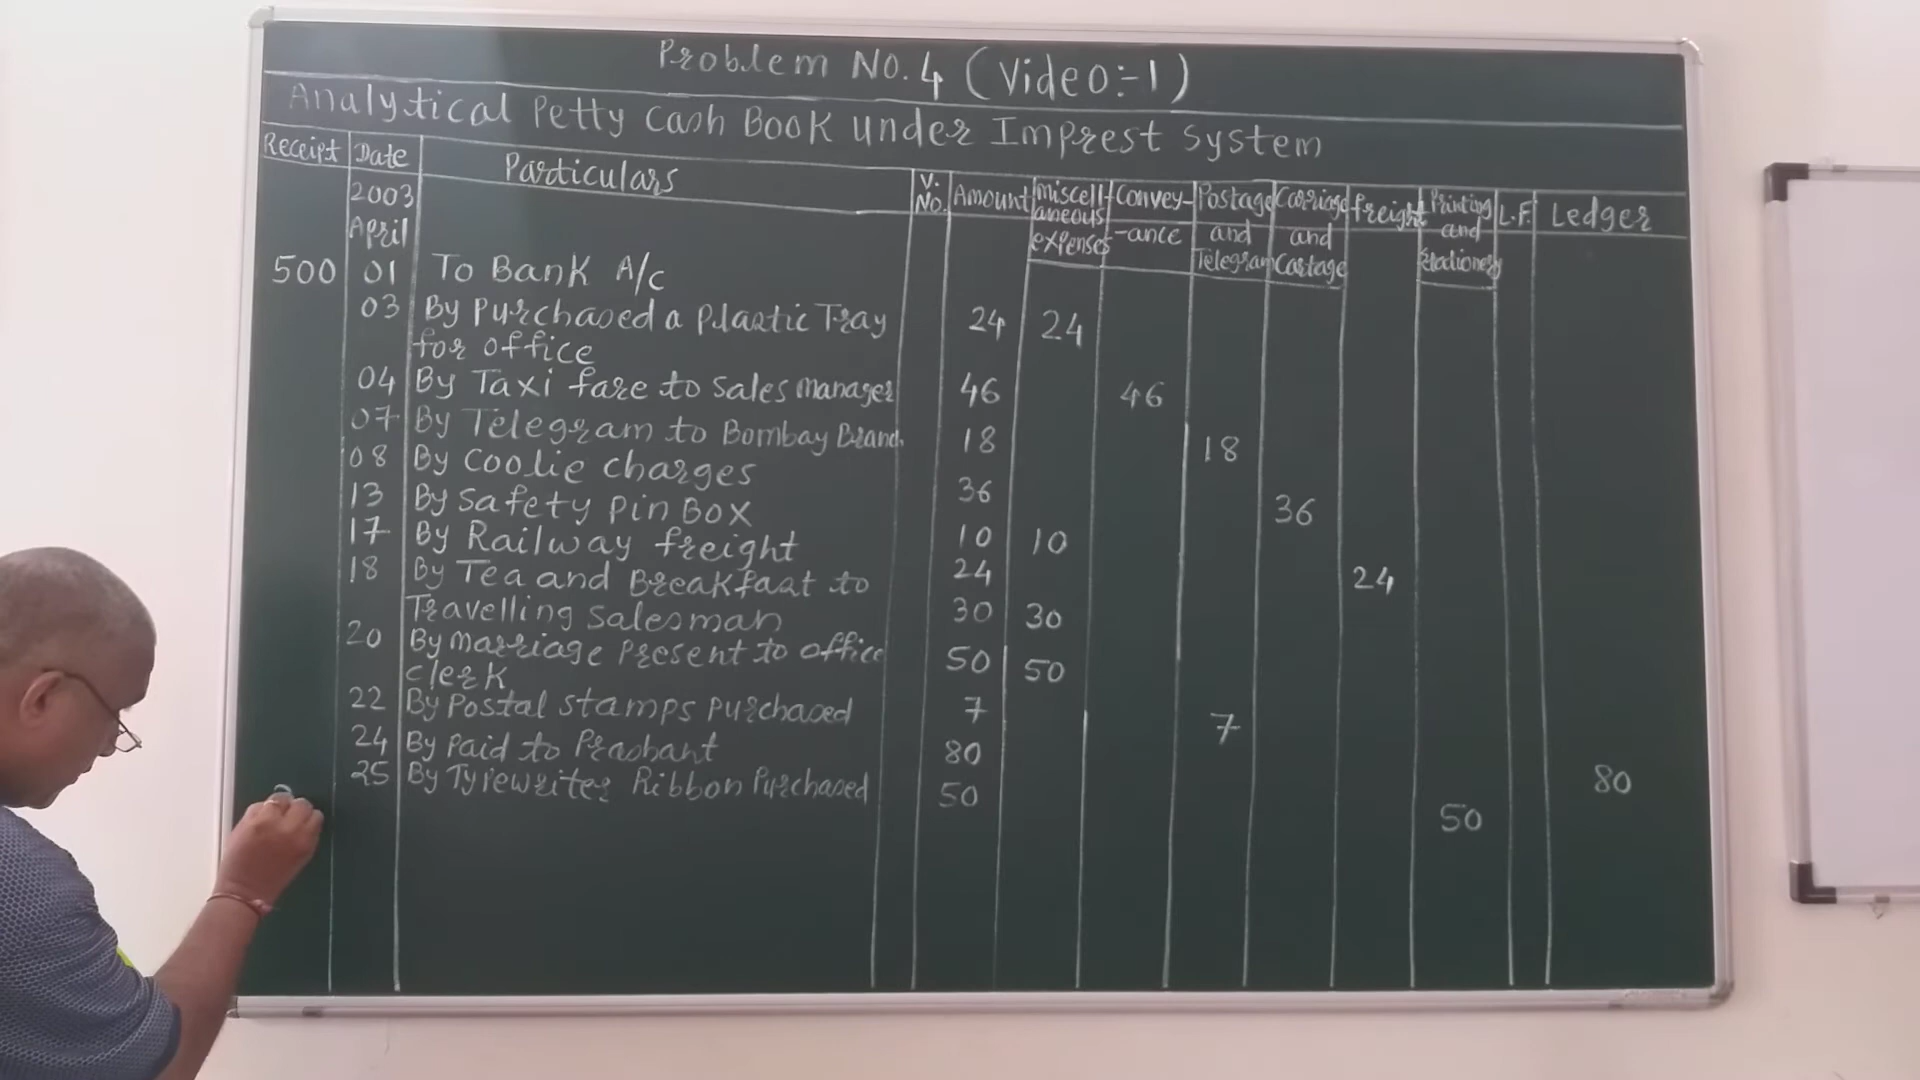 Problem No. 4 (Video:-1)
Analytical Petty Cash Book under Imprest System
Receipt Date Particulars V. No. Amount Miscell-aneous expenses Convey--ance Postage and Telegram Carriage and Cartage freight Printing and Stationery L.F. Ledger
2003
April
500 01 To Bank A/c
03 By Purchased a Plastic Tray 24 24
for office
04 By Taxi fare to Sales manager 46 46
07 By Telegram to Bombay Branch 18 18
08 By Coolie charges 36 36
13 By Safety Pin Box 10 10
17 By Railway freight 24 24
18 By Tea and Breakfast to
Travelling Salesman 30 30
20 By Marriage Present to office 50 50
clerk
22 By Postal Stamps Purchased 7 7
24 By Paid to Prashant 80 80
25 By Tyrewriter Ribbon Purchased 50 50